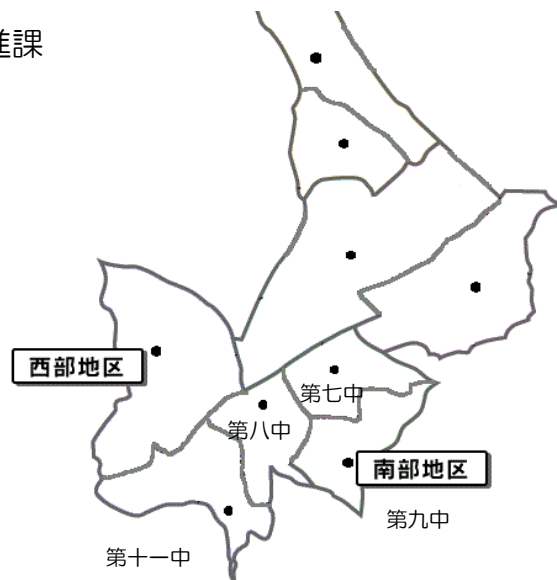 進課
西部地区
第七中
第八中
南部地区
第九中
第十一中